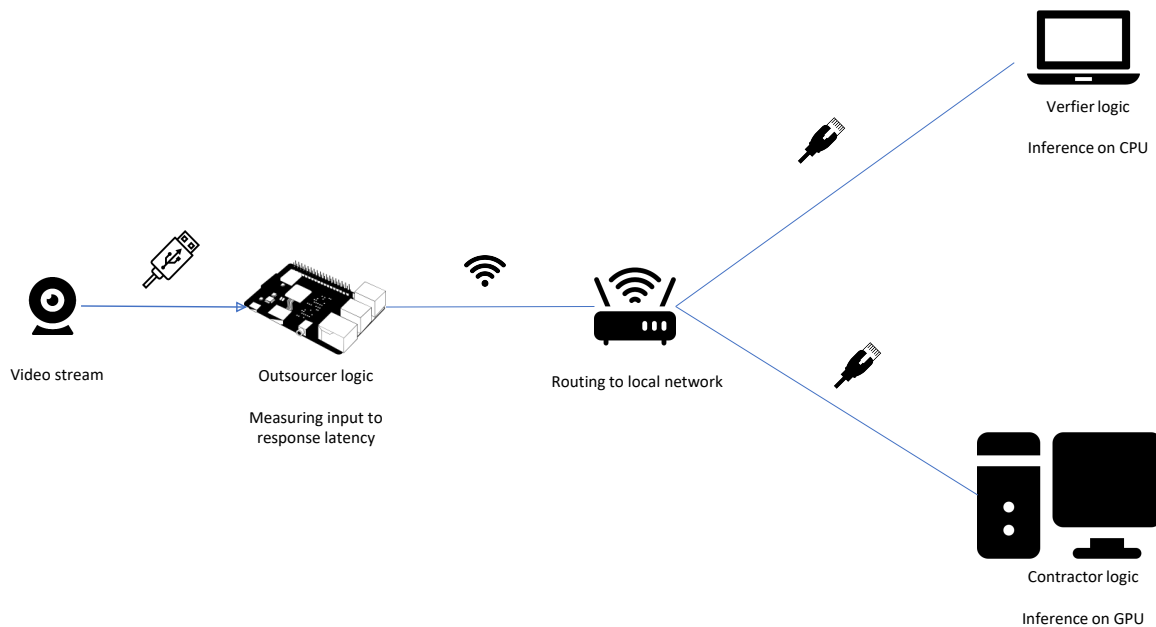 Verfier logic
Inference on CPU
Video stream
Outsourcer logic
Measuring input to
response latency
Routing to local network
Contractor logic
Inference on GPU